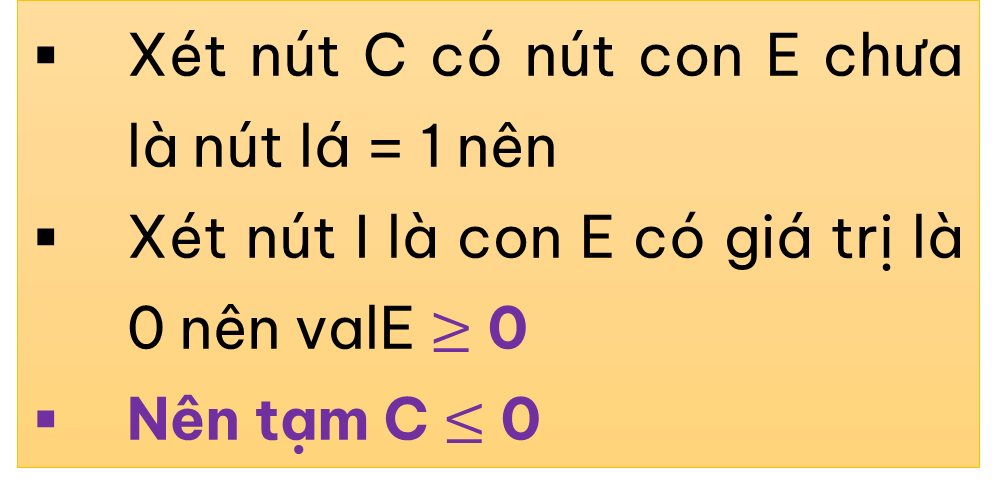 ▪ Xét nút C có nút con E chưa
là nút lá = 1 nên
▪ Xét nút I là con E có giá trị là
0 nên valE ≥ 0
▪ Nên tạm C ≤ 0